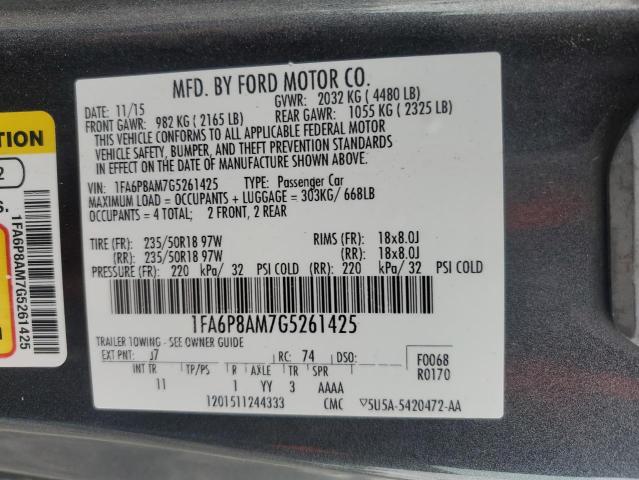 MFD. BY FORD MOTOR CO.
DATE: 11/15 GVWR: 2032 KG ( 4480 LB)
FRONT GAWR: 982 KG ( 2165 LB) REAR GAWR: 1055 KG ( 2325 LB)
THIS VEHICLE CONFORMS TO ALL APPLICABLE FEDERAL MOTOR
VEHICLE SAFETY, BUMPER, AND THEFT PREVENTION STANDARDS
IN EFFECT ON THE DATE OF MANUFACTURE SHOWN ABOVE.
VIN: 1FA6P8AM7G5261425 TYPE: Passenger Car
MAXIMUM LOAD = OCCUPANTS + LUGGAGE = 303KG/ 668LB
OCCUPANTS = 4 TOTAL; 2 FRONT, 2 REAR
TIRE (FR): 235/50R18 97W RIMS (FR): 18x8.0J
(RR): 235/50R18 97W (RR): 18x8.0J
PRESSURE (FR): 220 kPa/ 32 PSI COLD (RR): 220 kPa/ 32 PSI COLD
1FA6P8AM7G5261425
TRAILER TOWING - SEE OWNER GUIDE
EXT PNT: J7 RC: 74 DSO: F0068
INT TR TP/PS R AXLE TR SPR R0170
11 1 YY 3 AAAA
1201511244333 CMC ▽5U5A-5420472-AA
TION
2
S.
1FA6P8AM7G5261425